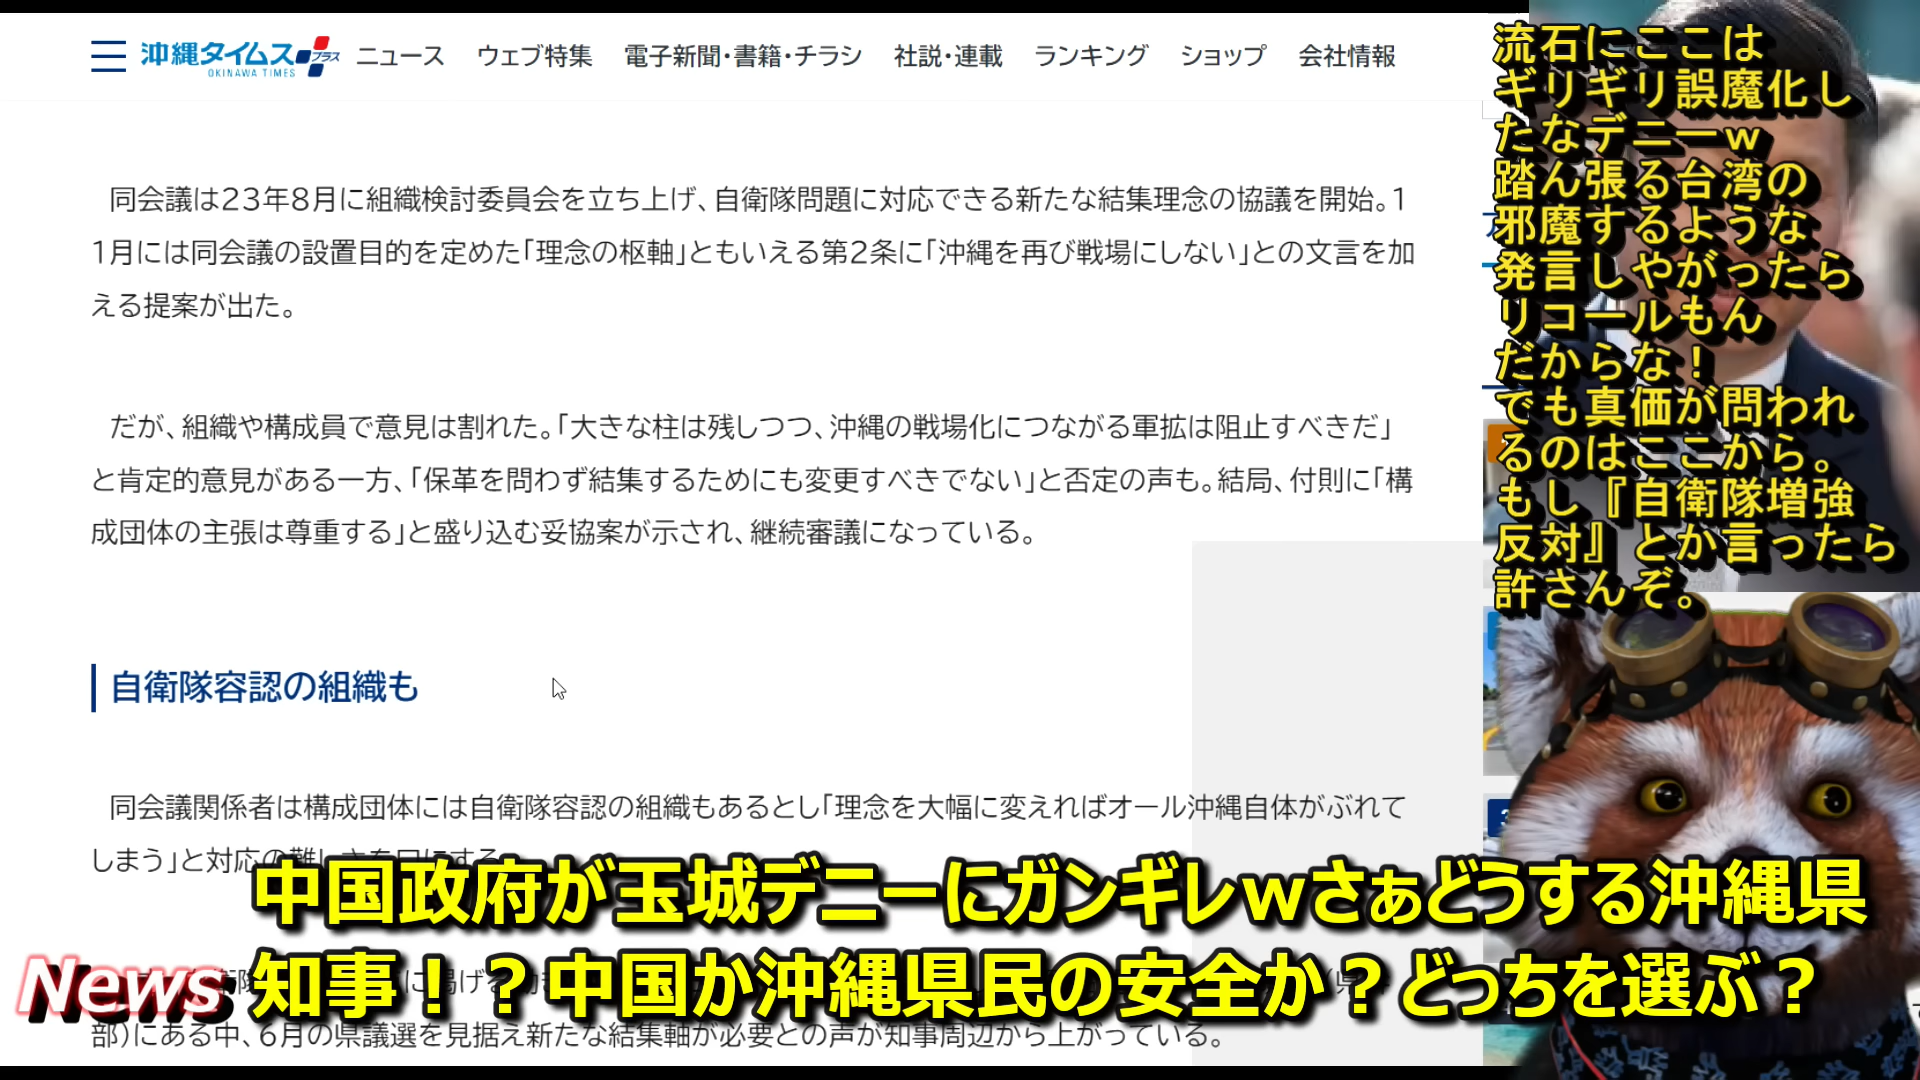 沖縄タイムス プラス
OKINAWA TIMES
ニュース ウェブ特集 電子新聞・書籍・チラシ 社説・連載 ランキング ショップ 会社情報
同会議は23年8月に組織検討委員会を立ち上げ、自衛隊問題に対応できる新たな結集理念の協議を開始。1
1月には同会議の設置目的を定めた「理念の枢軸」ともいえる第2条に「沖縄を再び戦場にしない」との文言を加
える提案が出た。
だが、組織や構成員で意見は割れた。「大きな柱は残しつつ、沖縄の戦場化につながる軍拡は阻止すべきだ」
と肯定的意見がある一方、「保革を問わず結集するためにも変更すべきでない」と否定の声も。結局、付則に「構
成団体の主張は尊重する」と盛り込む妥協案が示され、継続審議になっている。
自衛隊容認の組織も
同会議関係者は構成団体には自衛隊容認の組織もあるとし「理念を大幅に変えればオール沖縄自体がぶれて
しまう」と対応の難しさを口にする
部)にある中、6月の県議選を見据え新たな結集軸が必要との声が知事周辺から上がっている。
流石にここは
ギリギリ誤魔化し
たなデニーw
踏ん張る台湾の
邪魔するような
発言しやがったら
リコールもん
だからな!
でも真価が問われ
るのはここから。
もし『自衛隊増強
反対』とか言ったら
許さんぞ。
中国政府が玉城デニーにガンギレwさぁどうする沖縄県
知事!?中国か沖縄県民の安全か?どっちを選ぶ?
News